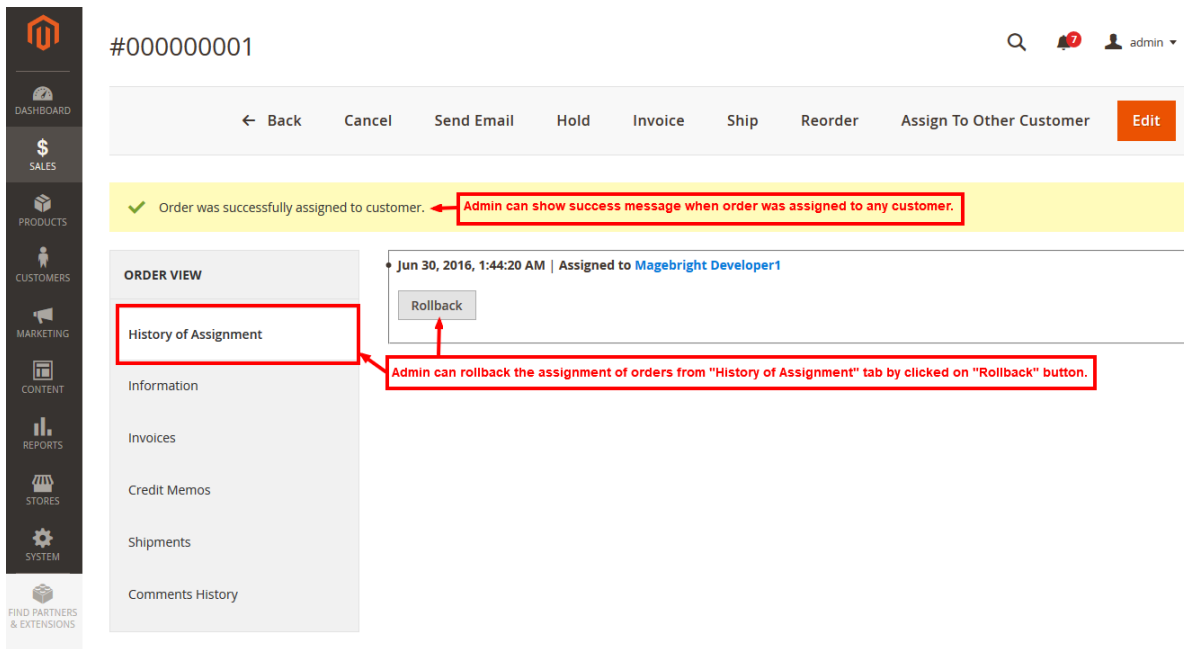 #000000001
7
admin
DASHBOARD
$
SALES
PRODUCTS
CUSTOMERS
MARKETING
CONTENT
REPORTS
STORES
SYSTEM
FIND PARTNERS
& EXTENSIONS
Back Cancel Send Email Hold Invoice Ship Reorder Assign To Other Customer Edit
Order was successfully assigned to customer.
Admin can show success message when order was assigned to any customer.
ORDER VIEW
History of Assignment
Information
Invoices
Credit Memos
Shipments
Comments History
Jun 30, 2016, 1:44:20 AM | Assigned to Magebright Developer1
Rollback
Admin can rollback the assignment of orders from "History of Assignment" tab by clicked on "Rollback" button.